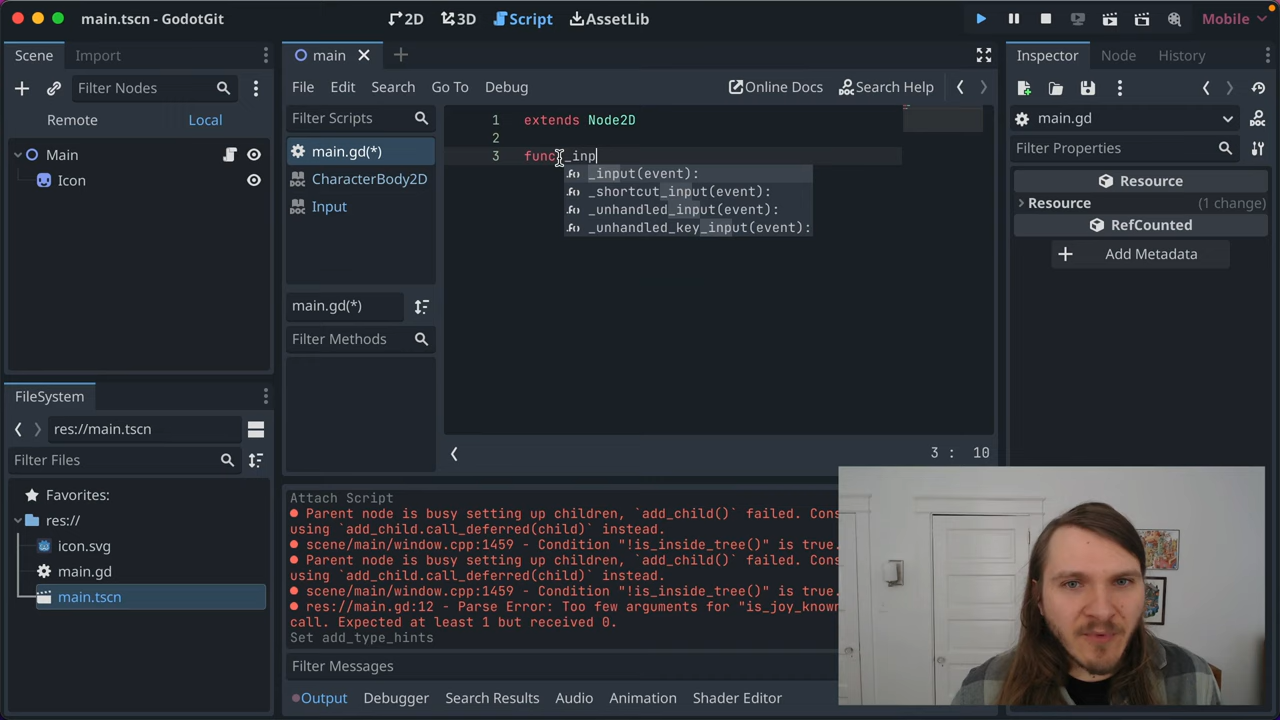 main.tscn - GodotGit
2D
3D
Script
AssetLib
Mobile
Scene
Import
Filter Nodes
Remote
Local
Main
Icon
FileSystem
res://main.tscn
Filter Files
Favorites:
res://
icon.svg
main.gd
main.tscn
main
File
Edit
Search
Go To
Debug
Online Docs
Search Help
Filter Scripts
main.gd(*)
CharacterBody2D
Input
main.gd(*)
Filter Methods
1 extends Node2D
2
3 func _inp
_input(event):
_shortcut_input(event):
_unhandled_input(event):
_unhandled_key_input(event):
3 : 10
Attach Script
Parent node is busy setting up children, `add_child()` failed. Cons
using `add_child.call_deferred(child)` instead.
scene/main/window.cpp:1459 - Condition "!is_inside_tree()" is true.
Parent node is busy setting up children, `add_child()` failed. Cons
using `add_child.call_deferred(child)` instead.
scene/main/window.cpp:1459 - Condition "!is_inside_tree()" is true.
res://main.gd:12 - Parse Error: Too few arguments for "is_joy_known
call. Expected at least 1 but received 0.
Set add_type_hints
Filter Messages
Output
Debugger
Search Results
Audio
Animation
Shader Editor
Inspector
Node
History
main.gd
Filter Properties
Resource
Resource
(1 change)
RefCounted
Add Metadata